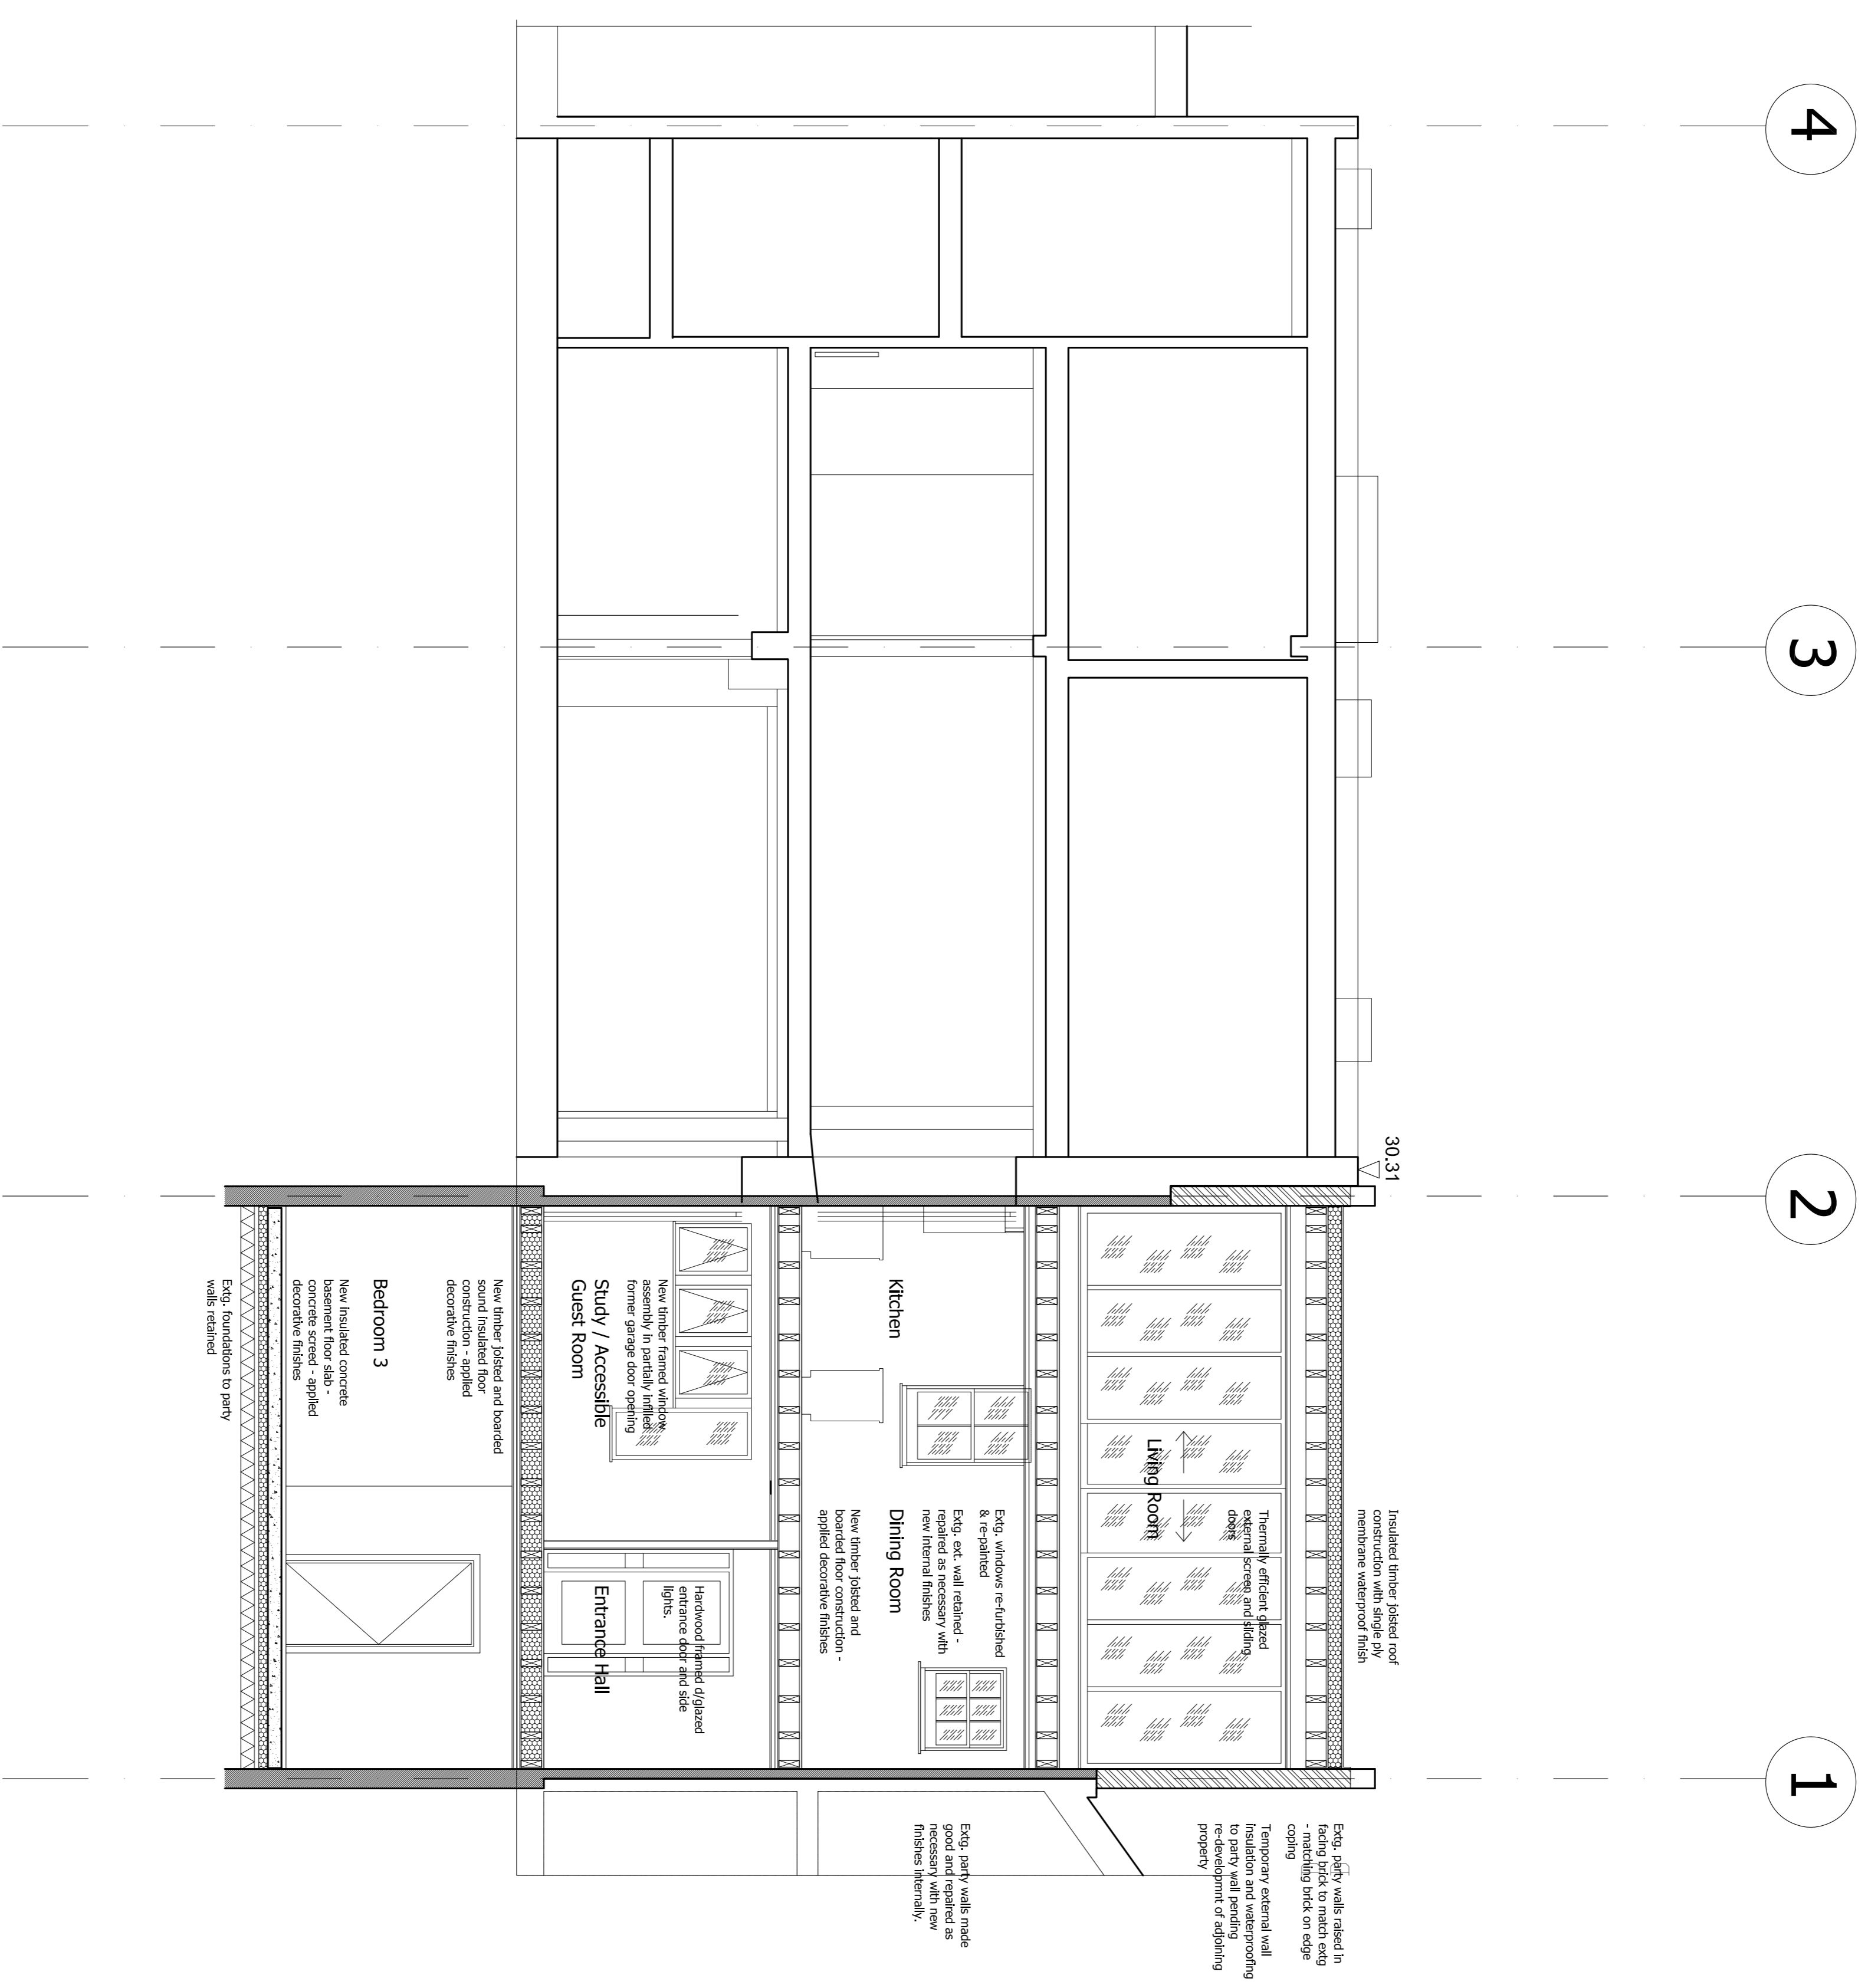 4
3
2
1
30.31
Insulated timber joisted roof
construction with single ply
membrane waterproof finish
Extg. party walls raised in
facing brick to match extg
- matching brick on edge
coping
Temporary external wall
insulation and waterproofing
to party wall pending
re-developmnt of adjoining
property
Thermally efficient glazed
external screen and sliding
doors
Living Room
Extg. windows re-furbished
& re-painted
Extg. ext. wall retained -
repaired as necessary with
new internal finishes
Extg. party walls made
good and repaired as
necessary with new
finishes internally.
Kitchen
Dining Room
New timber joisted and
boarded floor construction -
applied decorative finishes
Hardwood framed d/glazed
entrance door and side
lights.
Entrance Hall
New timber framed window
assembly in partially infilled
former garage door opening
Study / Accessible
Guest Room
New timber joisted and boarded
sound insulated floor
construction - applied
decorative finishes
Bedroom 3
New insulated concrete
basement floor slab -
concrete screed - applied
decorative finishes
Extg. foundations to party
walls retained